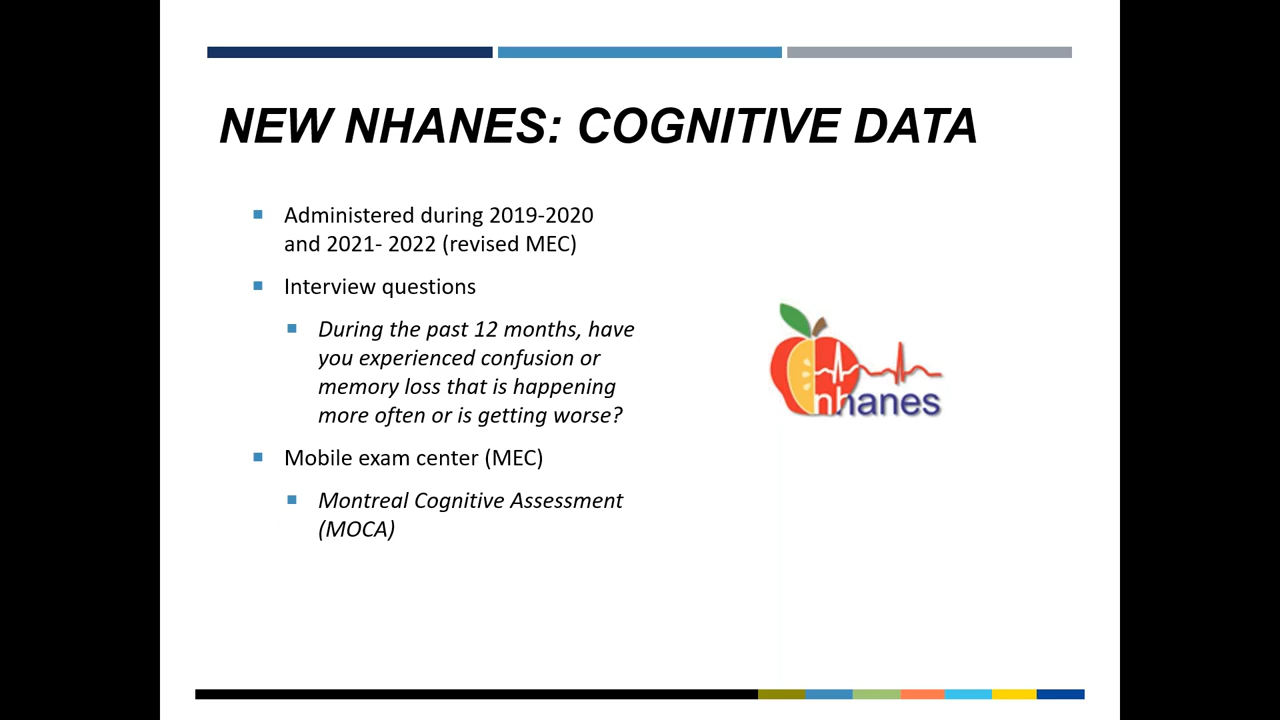 NEW NHANES: COGNITIVE DATA
Administered during 2019-2020
and 2021- 2022 (revised MEC)
Interview questions
During the past 12 months, have
you experienced confusion or
memory loss that is happening
more often or is getting worse?
Mobile exam center (MEC)
Montreal Cognitive Assessment
(MOCA)
nhanes